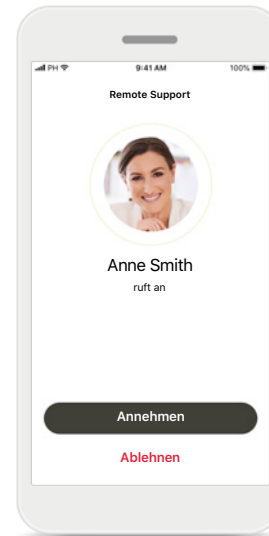 PH
9:41 AM
100%
Remote Support
Anne Smith
ruft an
Annehmen
Ablehnen